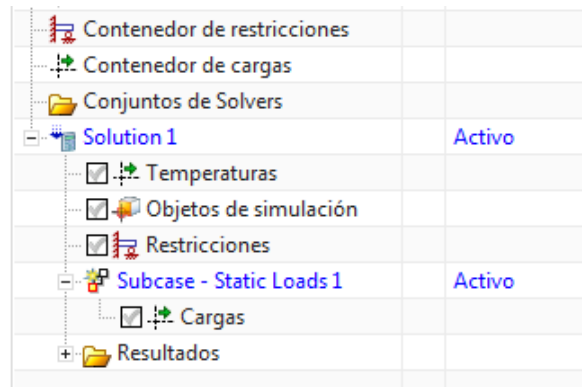 Contenedor de restricciones
Contenedor de cargas
Conjuntos de Solvers
Solution 1 Activo
Temperaturas
Objetos de simulación
Restricciones
Subcase - Static Loads 1 Activo
Cargas
Resultados